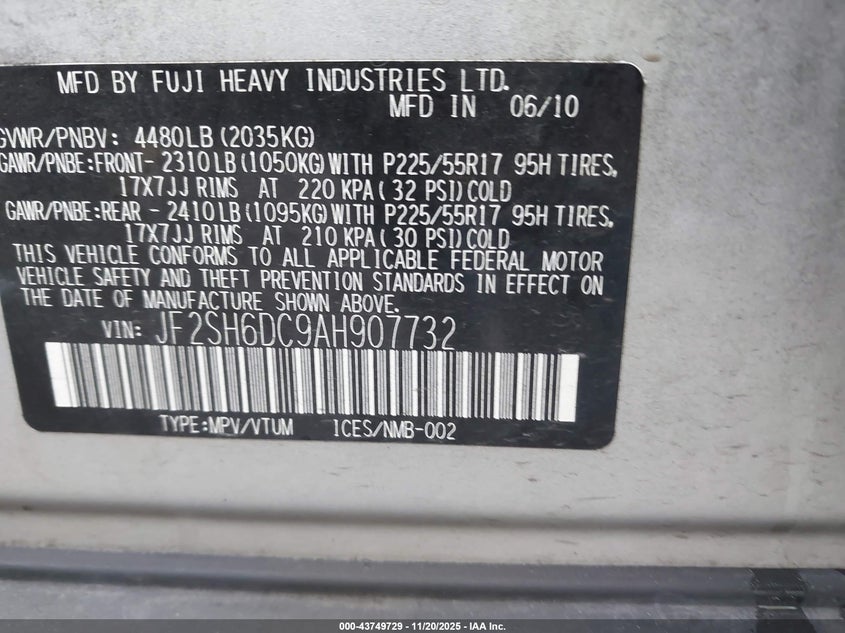 MFD BY FUJI HEAVY INDUSTRIES LTD.
MFD IN 06/10
GVWR/PNBV: 4480LB (2035KG)
GAWR/PNBE:FRONT- 2310LB (1050KG) WITH P225/55R17 95H TIRES,
17X7JJ RIMS AT 220 KPA ( 32 PSI) COLD
GAWR/PNBE:REAR - 2410LB (1095KG) WITH P225/55R17 95H TIRES,
17X7JJ RIMS AT 210 KPA ( 30 PSI) COLD
THIS VEHICLE CONFORMS TO ALL APPLICABLE FEDERAL MOTOR
VEHICLE SAFETY AND THEFT PREVENTION STANDARDS IN EFFECT ON
THE DATE OF MANUFACTURE SHOWN ABOVE.
VIN: JF2SH6DC9AH907732
TYPE:MPV/VTUM ICES/NMB-002
000-43749729 - 11/20/2025 - IAA Inc.